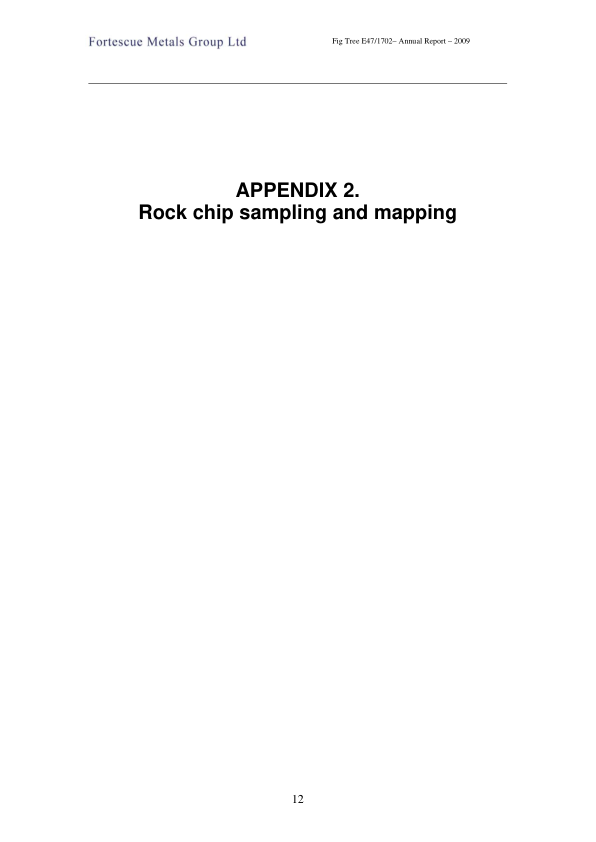 Fortescue Metals Group Ltd
Fig Tree E47/1702– Annual Report – 2009
APPENDIX 2.
Rock chip sampling and mapping
12